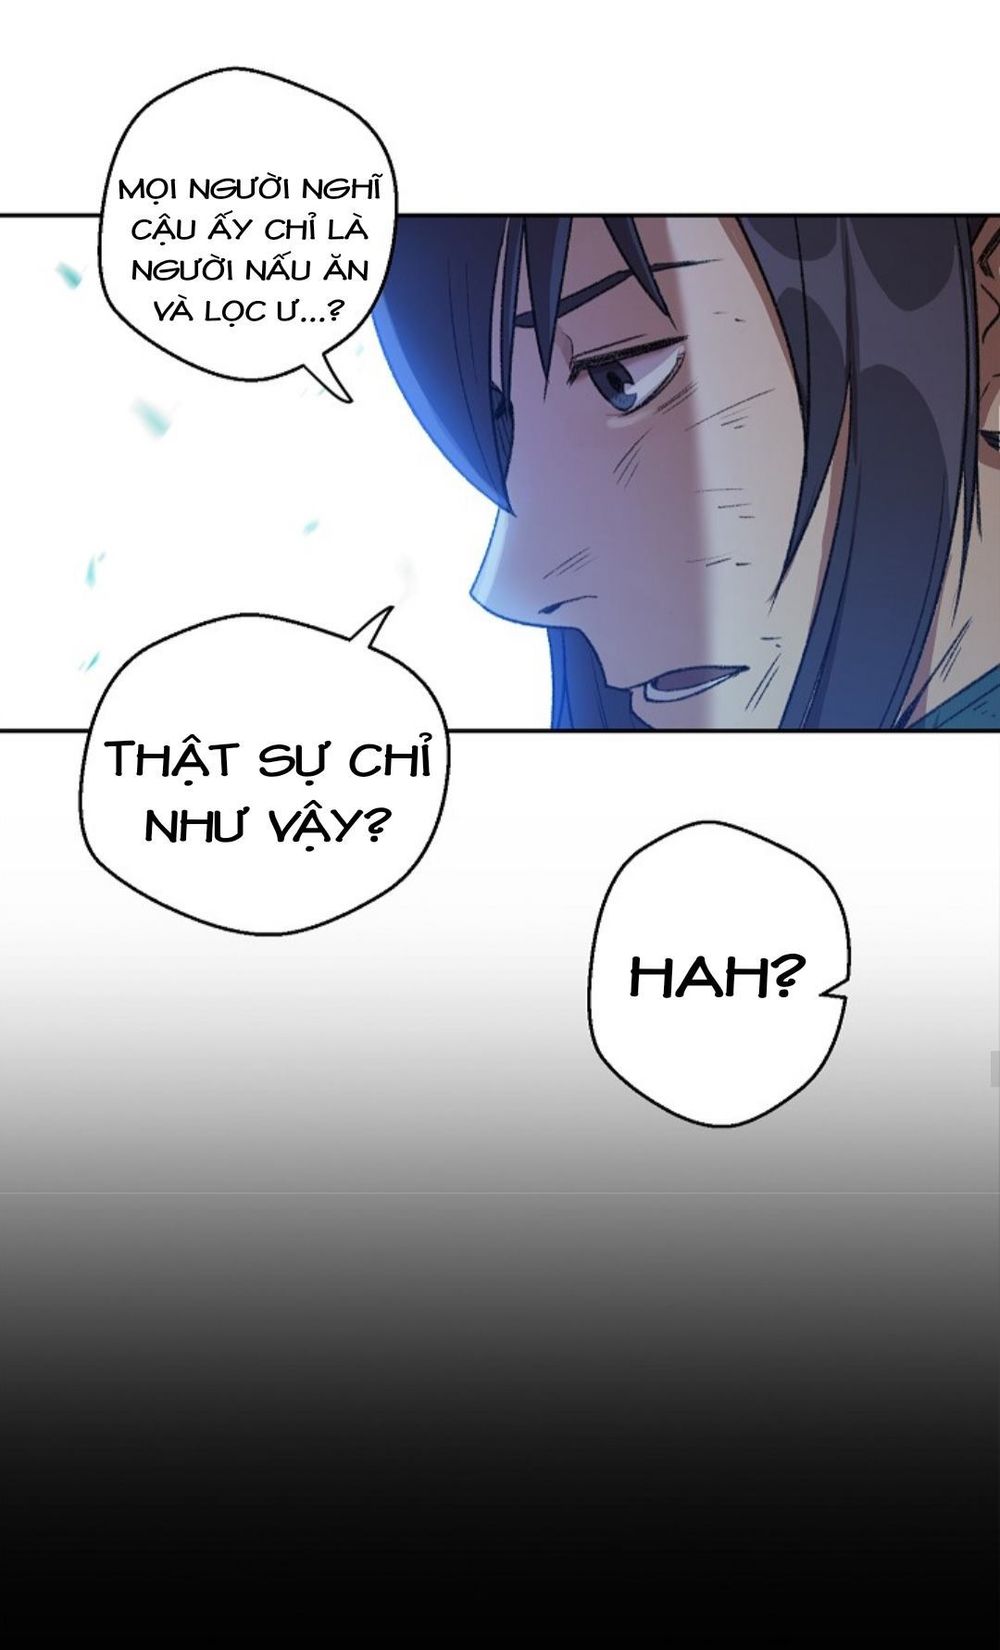 MỌI NGƯỜI NGHĨ
CẬU ẤY CHỈ LÀ
NGƯỜI NẤU ĂN
VÀ LỌC Ư...?
THẬT SỰ CHỈ
NHƯ VẬY?
HAH?